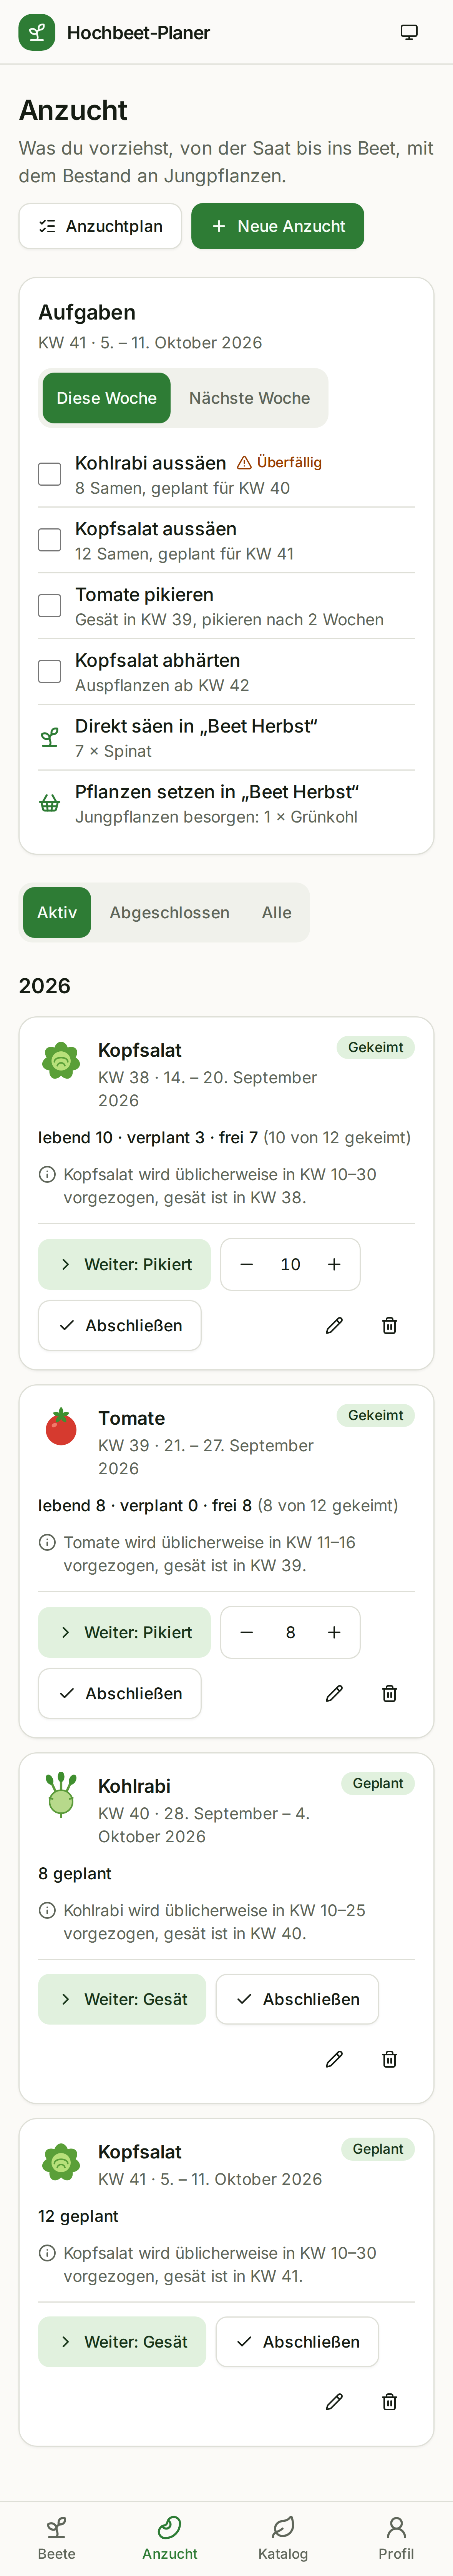 Hochbeet-Planer
Anzucht
Was du vorziehst, von der Saat bis ins Beet, mit
dem Bestand an Jungpflanzen.
Anzuchtplan
Neue Anzucht
Aufgaben
KW 41 · 5. – 11. Oktober 2026
Diese Woche
Nächste Woche
Kohlrabi aussäen Überfällig
8 Samen, geplant für KW 40
Kopfsalat aussäen
12 Samen, geplant für KW 41
Tomate pikieren
Gesät in KW 39, pikieren nach 2 Wochen
Kopfsalat abhärten
Auspflanzen ab KW 42
Direkt säen in „Beet Herbst“
7 × Spinat
Pflanzen setzen in „Beet Herbst“
Jungpflanzen besorgen: 1 × Grünkohl
Aktiv
Abgeschlossen
Alle
2026
Kopfsalat
Gekeimt
KW 38 · 14. – 20. September
2026
lebend 10 · verplant 3 · frei 7 (10 von 12 gekeimt)
Kopfsalat wird üblicherweise in KW 10–30
vorgezogen, gesät ist in KW 38.
Weiter: Pikiert
− 10 +
Abschließen
Tomate
Gekeimt
KW 39 · 21. – 27. September
2026
lebend 8 · verplant 0 · frei 8 (8 von 12 gekeimt)
Tomate wird üblicherweise in KW 11–16
vorgezogen, gesät ist in KW 39.
Weiter: Pikiert
− 8 +
Abschließen
Kohlrabi
Geplant
KW 40 · 28. September – 4.
Oktober 2026
8 geplant
Kohlrabi wird üblicherweise in KW 10–25
vorgezogen, gesät ist in KW 40.
Weiter: Gesät
Abschließen
Kopfsalat
Geplant
KW 41 · 5. – 11. Oktober 2026
12 geplant
Kopfsalat wird üblicherweise in KW 10–30
vorgezogen, gesät ist in KW 41.
Weiter: Gesät
Abschließen
Beete
Anzucht
Katalog
Profil